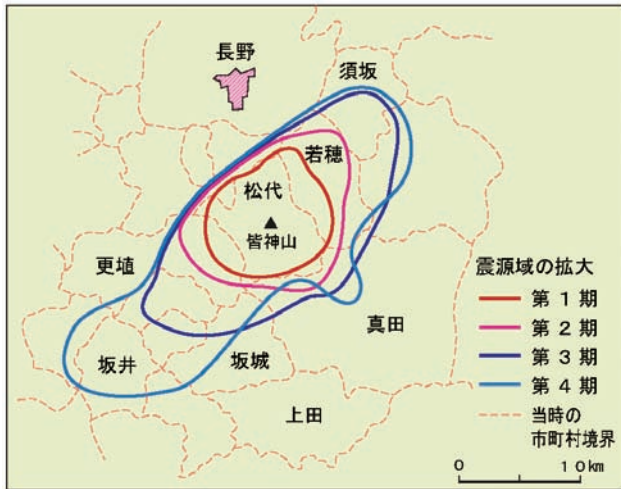 長野
須坂
若穂
松代
皆神山
更埴
震源域の拡大
第１期
第２期
第３期
第４期
当時の
市町村境界
真田
坂城
坂井
上田
0 10km